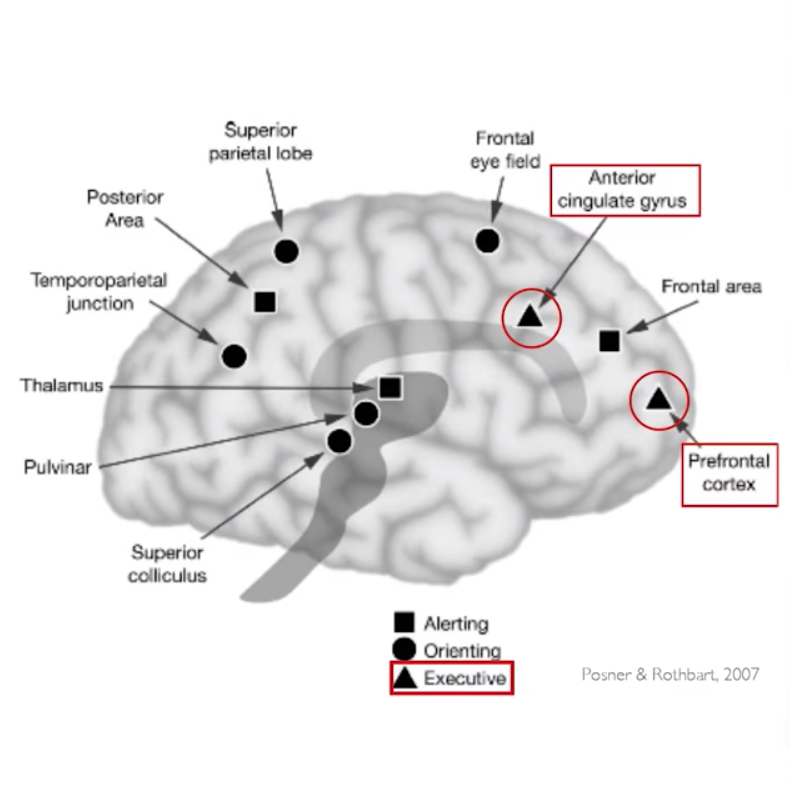 Superior
parietal lobe
Frontal
eye field
Anterior
cingulate gyrus
Posterior
Area
Temporoparietal
junction
Frontal area
Thalamus
Pulvinar
Prefrontal
cortex
Superior
colliculus
Alerting
Orienting
Executive
Posner & Rothbart, 2007